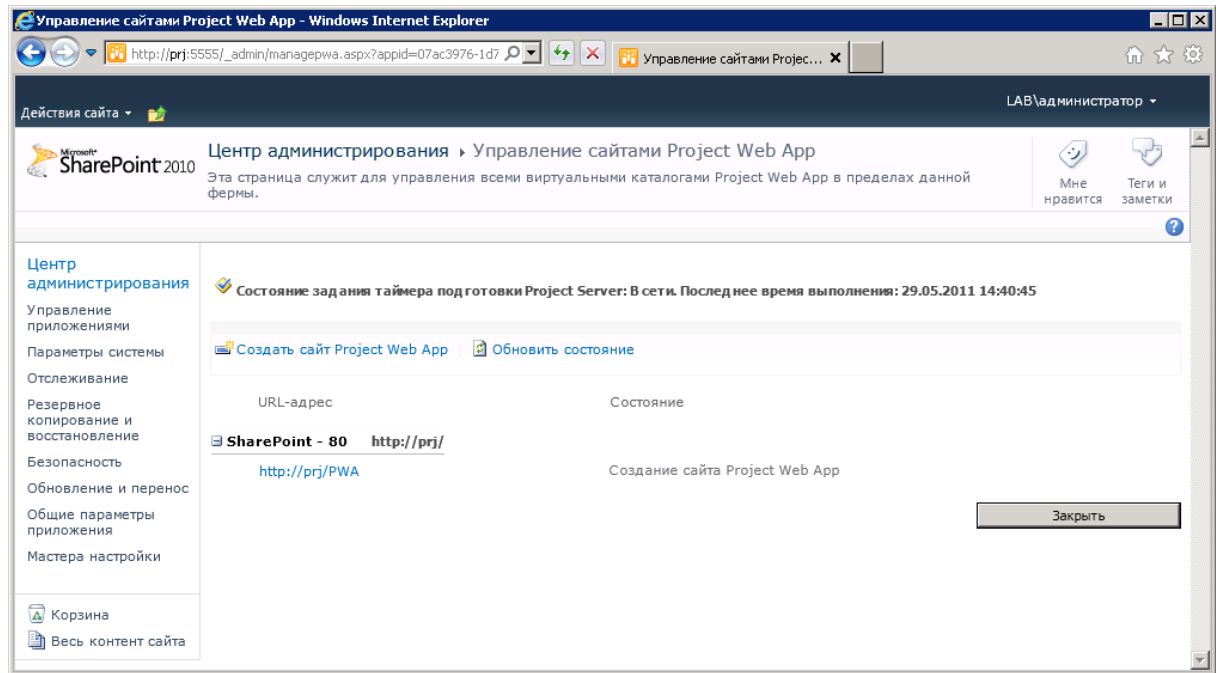 Управление сайтами Project Web App - Windows Internet Explorer
http://prj:5555/_admin/managepwa.aspx?appid=07ac3976-1d7
Управление сайтами Projec...
Действия сайта
LAB\администратор
Microsoft
SharePoint 2010
Центр администрирования Управление сайтами Project Web App
Эта страница служит для управления всеми виртуальными каталогами Project Web App в пределах данной
фермы.
Мне
нравится
Теги и
заметки
Центр
администрирования
Управление
приложениями
Параметры системы
Отслеживание
Резервное
копирование и
восстановление
Безопасность
Обновление и перенос
Общие параметры
приложения
Мастера настройки
Корзина
Весь контент сайта
Состояние задания таймера подготовки Project Server: В сети. Последнее время выполнения: 29.05.2011 14:40:45
Создать сайт Project Web App Обновить состояние
URL-адрес Состояние
SharePoint - 80 http://prj/
http://prj/PWA Создание сайта Project Web App
Закрыть